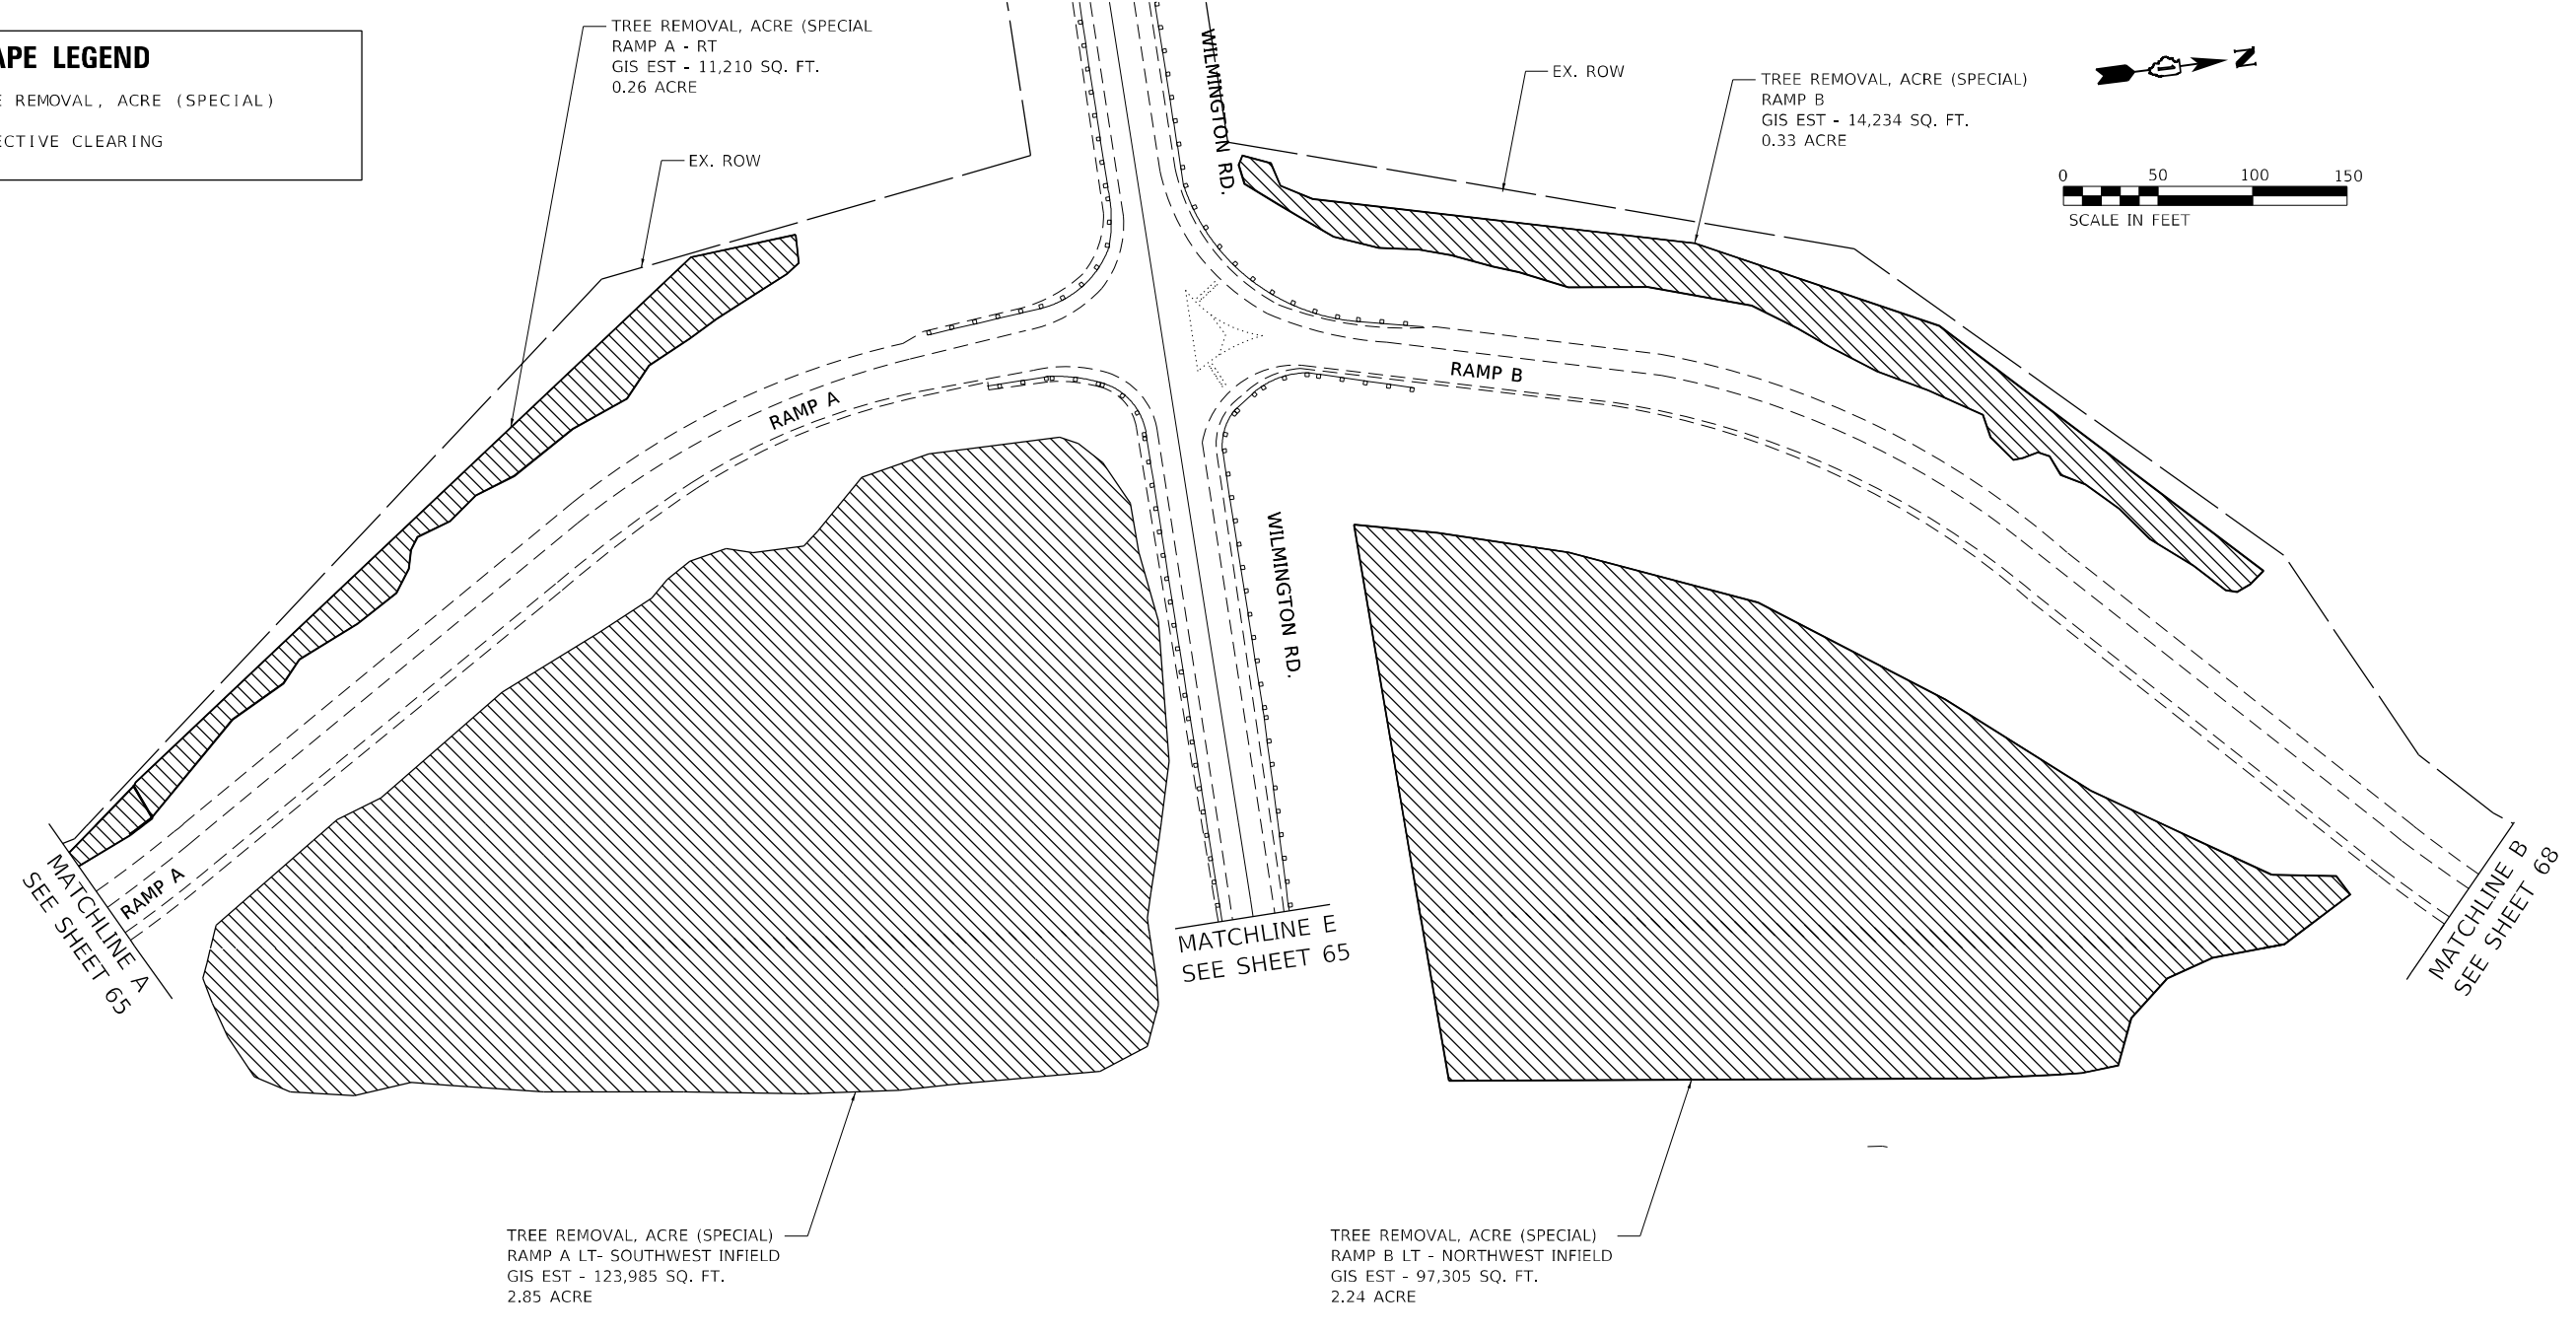 LEGEND
REMOVAL, ACRE (SPECIAL)
CLEARING
TREE REMOVAL, ACRE (SPECIAL
RAMP A - RT
GIS EST - 11,210 SQ. FT.
0.26 ACRE
EX. ROW
WILMINGTON RD.
EX. ROW
TREE REMOVAL, ACRE (SPECIAL)
RAMP B
GIS EST - 14,234 SQ. FT.
0.33 ACRE
N
0 50 100 150
SCALE IN FEET
RAMP A
RAMP B
WILMINGTON RD.
RAMP A
MATCHLINE A
SEE SHEET 65
MATCHLINE E
SEE SHEET 65
MATCHLINE B
SEE SHEET 68
TREE REMOVAL, ACRE (SPECIAL)
RAMP A LT- SOUTHWEST INFIELD
GIS EST - 123,985 SQ. FT.
2.85 ACRE
TREE REMOVAL, ACRE (SPECIAL)
RAMP B LT - NORTHWEST INFIELD
GIS EST - 97,305 SQ. FT.
2.24 ACRE